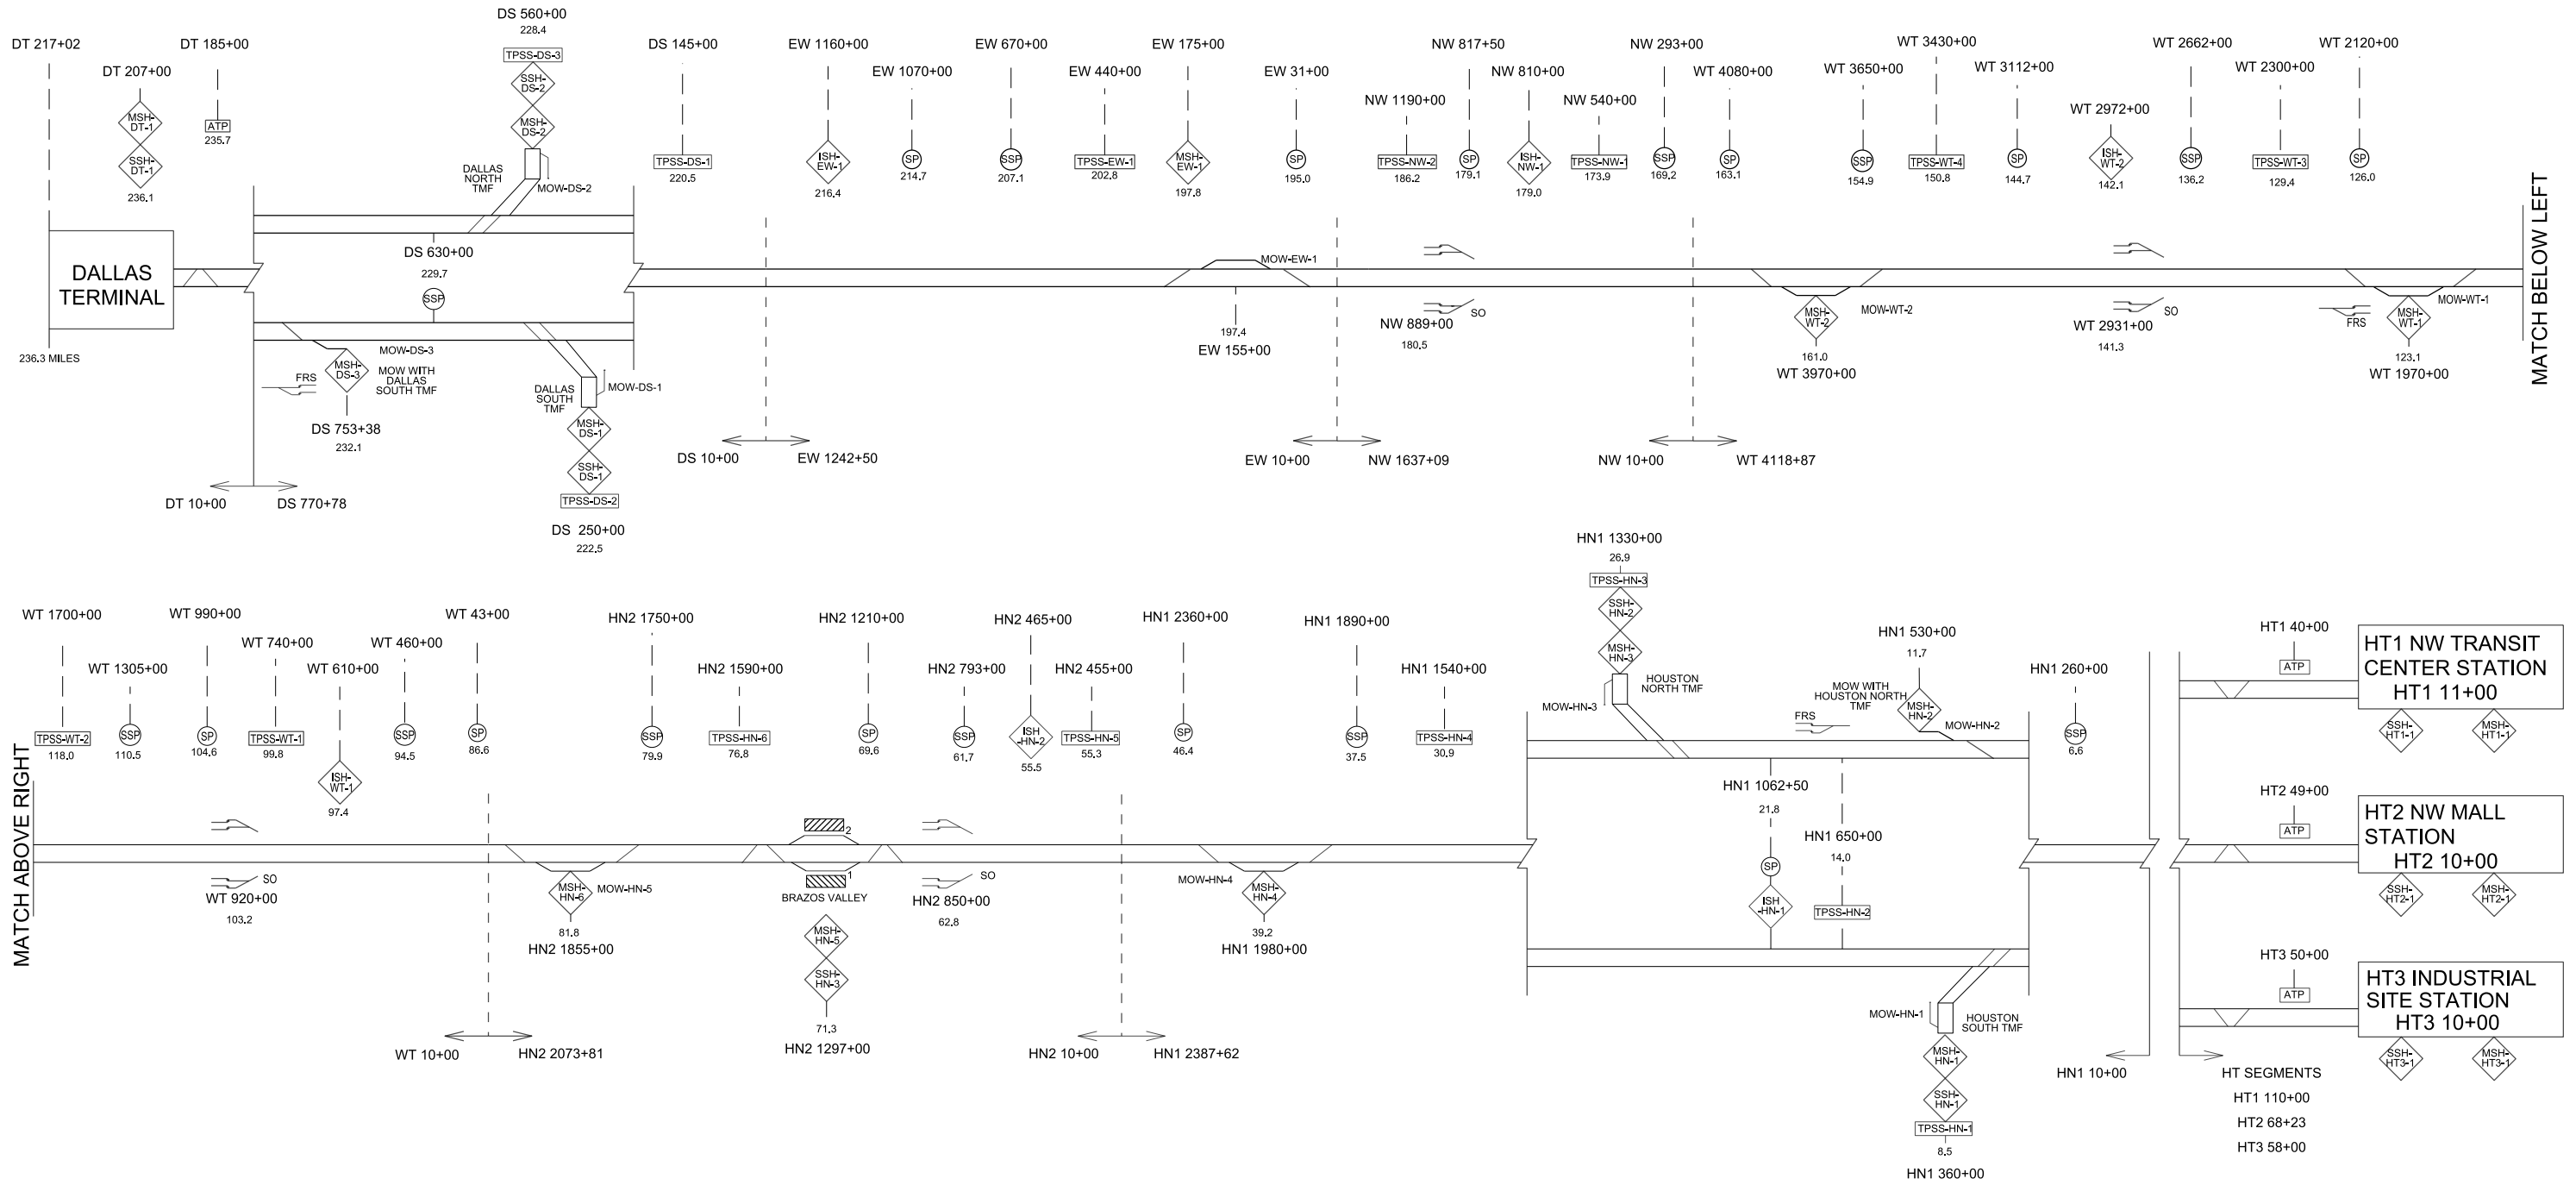 DT 217+02
DT 207+00
MSH-
DT-1
SSH-
DT-1
236.1
DT 185+00
ATP
235.7
DS 560+00
228.4
TPSS-DS-3
SSH-
DS-2
MSH-
DS-2
DALLAS
NORTH
TMF
MOW-DS-2
DS 145+00
TPSS-DS-1
220.5
EW 1160+00
ISH-
EW-1
216.4
EW 1070+00
SP
214.7
EW 670+00
SSP
207.1
EW 440+00
TPSS-EW-1
202.8
EW 175+00
MSH-
EW-1
197.8
EW 31+00
SP
195.0
NW 1190+00
TPSS-NW-2
186.2
NW 817+50
SP
179.1
NW 810+00
ISH-
NW-1
179.0
NW 540+00
TPSS-NW-1
173.9
NW 293+00
SSP
169.2
WT 4080+00
SP
163.1
WT 3650+00
SSP
154.9
WT 3430+00
TPSS-WT-4
150.8
WT 3112+00
SP
144.7
WT 2972+00
ISH-
WT-2
142.1
WT 2662+00
SSP
136.2
WT 2300+00
TPSS-WT-3
129.4
WT 2120+00
SP
126.0
MATCH BELOW LEFT
DALLAS
TERMINAL
236.3 MILES
DS 630+00
229.7
SSP
MOW-DS-3
MSH-
DS-3
MOW WITH
DALLAS
SOUTH TMF
FRS
DS 753+38
232.1
DALLAS
SOUTH
TMF
MOW-DS-1
MSH-
DS-1
SSH-
DS-1
TPSS-DS-2
DS 250+00
222.5
DT 10+00
DS 770+78
DS 10+00
EW 1242+50
MOW-EW-1
197.4
EW 155+00
EW 10+00
NW 1637+09
SO
NW 889+00
180.5
NW 10+00
WT 4118+87
MSH-
WT-2
MOW-WT-2
161.0
WT 3970+00
SO
WT 2931+00
141.3
FRS
MSH-
WT-1
MOW-WT-1
123.1
WT 1970+00
MATCH ABOVE RIGHT
WT 1700+00
TPSS-WT-2
118.0
WT 1305+00
SSP
110.5
WT 990+00
SP
104.6
WT 740+00
TPSS-WT-1
99.8
WT 610+00
ISH-
WT-1
97.4
WT 460+00
SSP
94.5
WT 43+00
SP
86.6
HN2 1750+00
SSP
79.9
HN2 1590+00
TPSS-HN-6
76.8
HN2 1210+00
SP
69.6
HN2 793+00
SSP
61.7
HN2 465+00
ISH
-HN-2
55.5
HN2 455+00
TPSS-HN-5
55.3
HN1 2360+00
SP
46.4
HN1 1890+00
SSP
37.5
HN1 1540+00
TPSS-HN-4
30.9
HN1 1330+00
26.9
TPSS-HN-3
SSH-
HN-2
MSH-
HN-3
MOW-HN-3
HOUSTON
NORTH TMF
HN1 530+00
11.7
MOW WITH
HOUSTON NORTH
TMF
MSH-
HN-2
MOW-HN-2
FRS
HN1 260+00
SSP
6.6
SO
WT 920+00
103.2
WT 10+00
HN2 2073+81
MSH-
HN-6
MOW-HN-5
81.8
HN2 1855+00
2
1
BRAZOS VALLEY
MSH-
HN-5
SSH-
HN-3
71.3
HN2 1297+00
SO
HN2 850+00
62.8
HN2 10+00
HN1 2387+62
MOW-HN-4
MSH-
HN-4
39.2
HN1 1980+00
HN1 1062+50
21.8
SP
ISH
-HN-1
HN1 650+00
14.0
TPSS-HN-2
MOW-HN-1
HOUSTON
SOUTH TMF
MSH-
HN-1
SSH-
HN-1
TPSS-HN-1
8.5
HN1 360+00
HN1 10+00
HT SEGMENTS
HT1 110+00
HT2 68+23
HT3 58+00
HT1 40+00
ATP
HT1 NW TRANSIT
CENTER STATION
HT1 11+00
SSH-
HT1-1
MSH-
HT1-1
HT2 49+00
ATP
HT2 NW MALL
STATION
HT2 10+00
SSH-
HT2-1
MSH-
HT2-1
HT3 50+00
ATP
HT3 INDUSTRIAL
SITE STATION
HT3 10+00
SSH-
HT3-1
MSH-
HT3-1